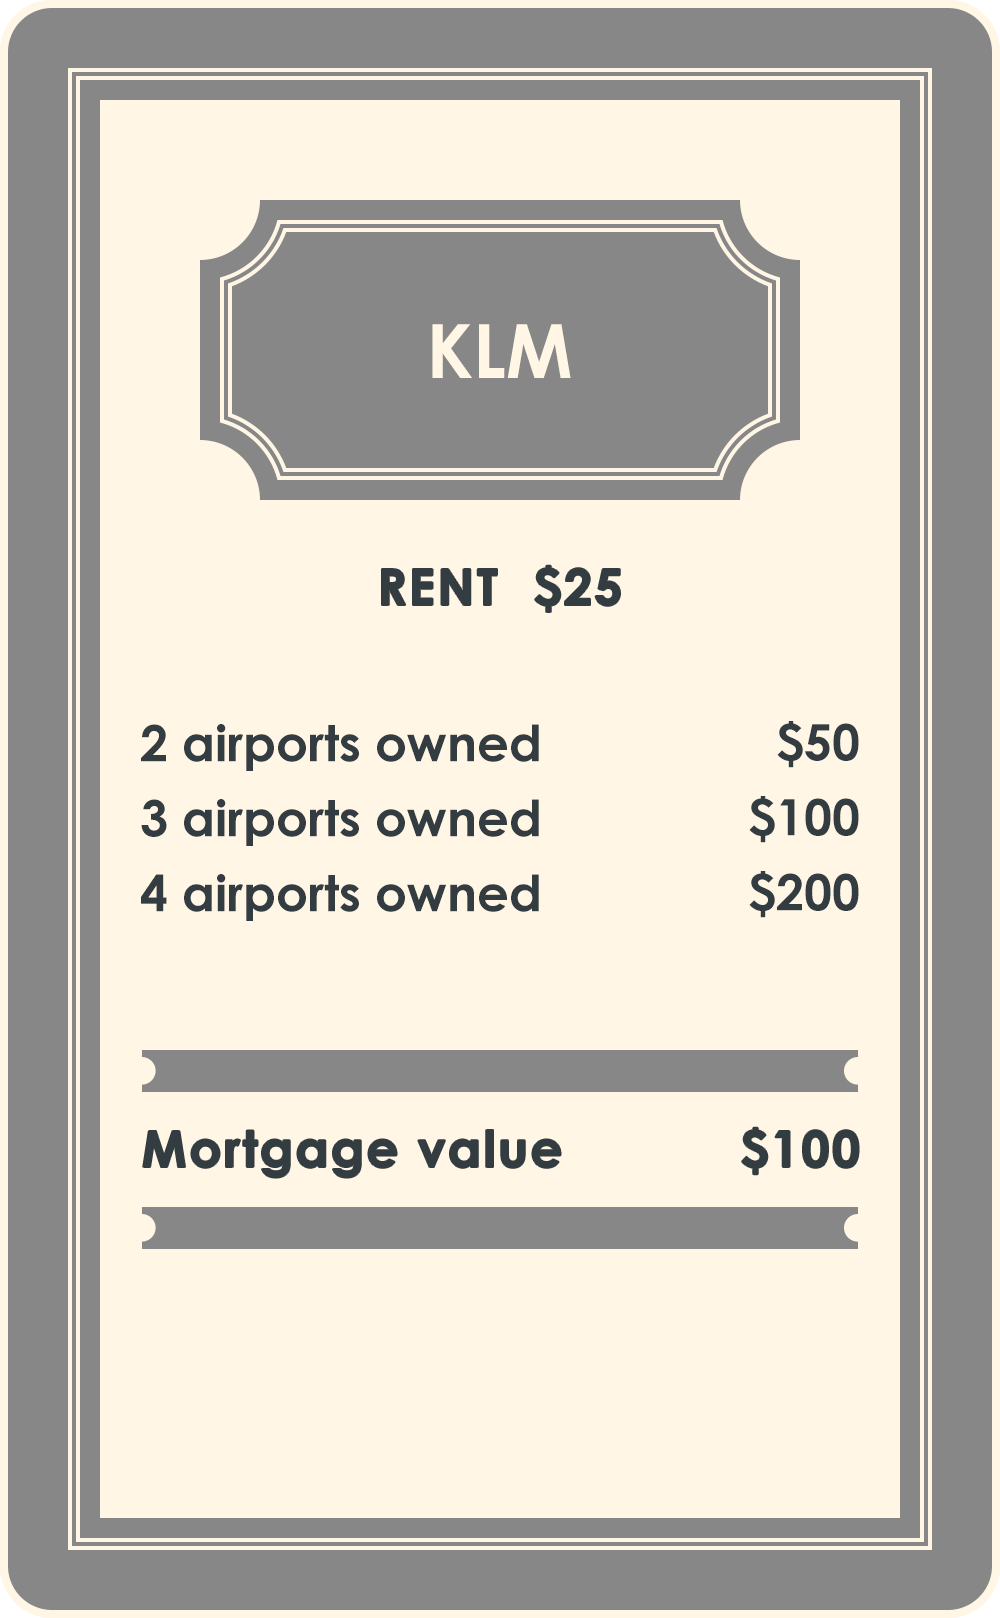 KLM
RENT $25
2 airports owned $50
3 airports owned $100
4 airports owned $200
Mortgage value $100